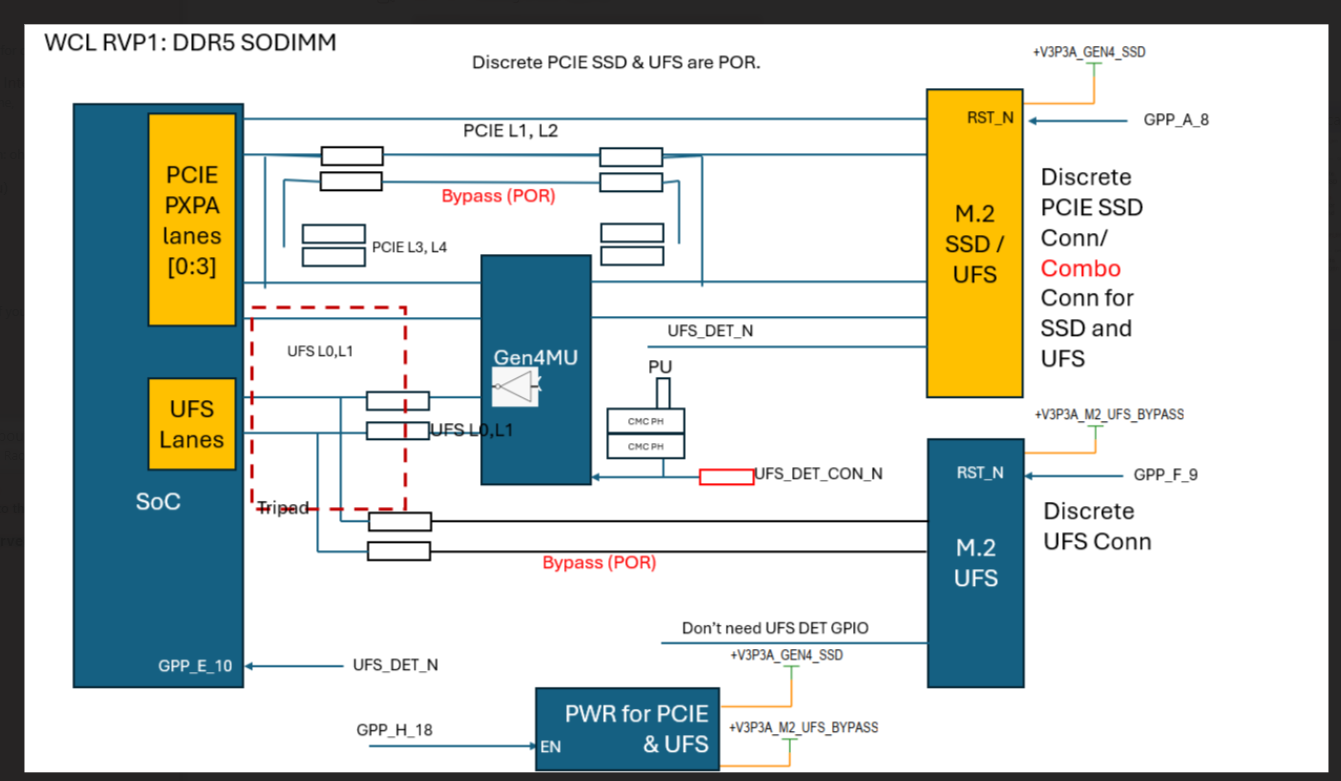 WCL RVP1: DDR5 SODIMM
Discrete PCIE SSD & UFS are POR.
+V3P3A_GEN4_SSD
RST_N
GPP_A_8
PCIE L1, L2
PCIE
PXPA
lanes
[0:3]
Bypass (POR)
PCIE L3, L4
M.2
SSD /
UFS
Discrete
PCIE SSD
Conn/
Combo
Conn for
SSD and
UFS
UFS_DET_N
UFS L0,L1
Gen4MU
PU
CMC PH
CMC PH
UFS
Lanes
UFS L0,L1
UFS_DET_CON_N
+V3P3A_M2_UFS_BYPASS
RST_N
GPP_F_9
SoC
Tripad
Discrete
UFS Conn
M.2
UFS
Bypass (POR)
Don't need UFS DET GPIO
GPP_E_10
UFS_DET_N
+V3P3A_GEN4_SSD
GPP_H_18
EN
PWR for PCIE
& UFS
+V3P3A_M2_UFS_BYPASS